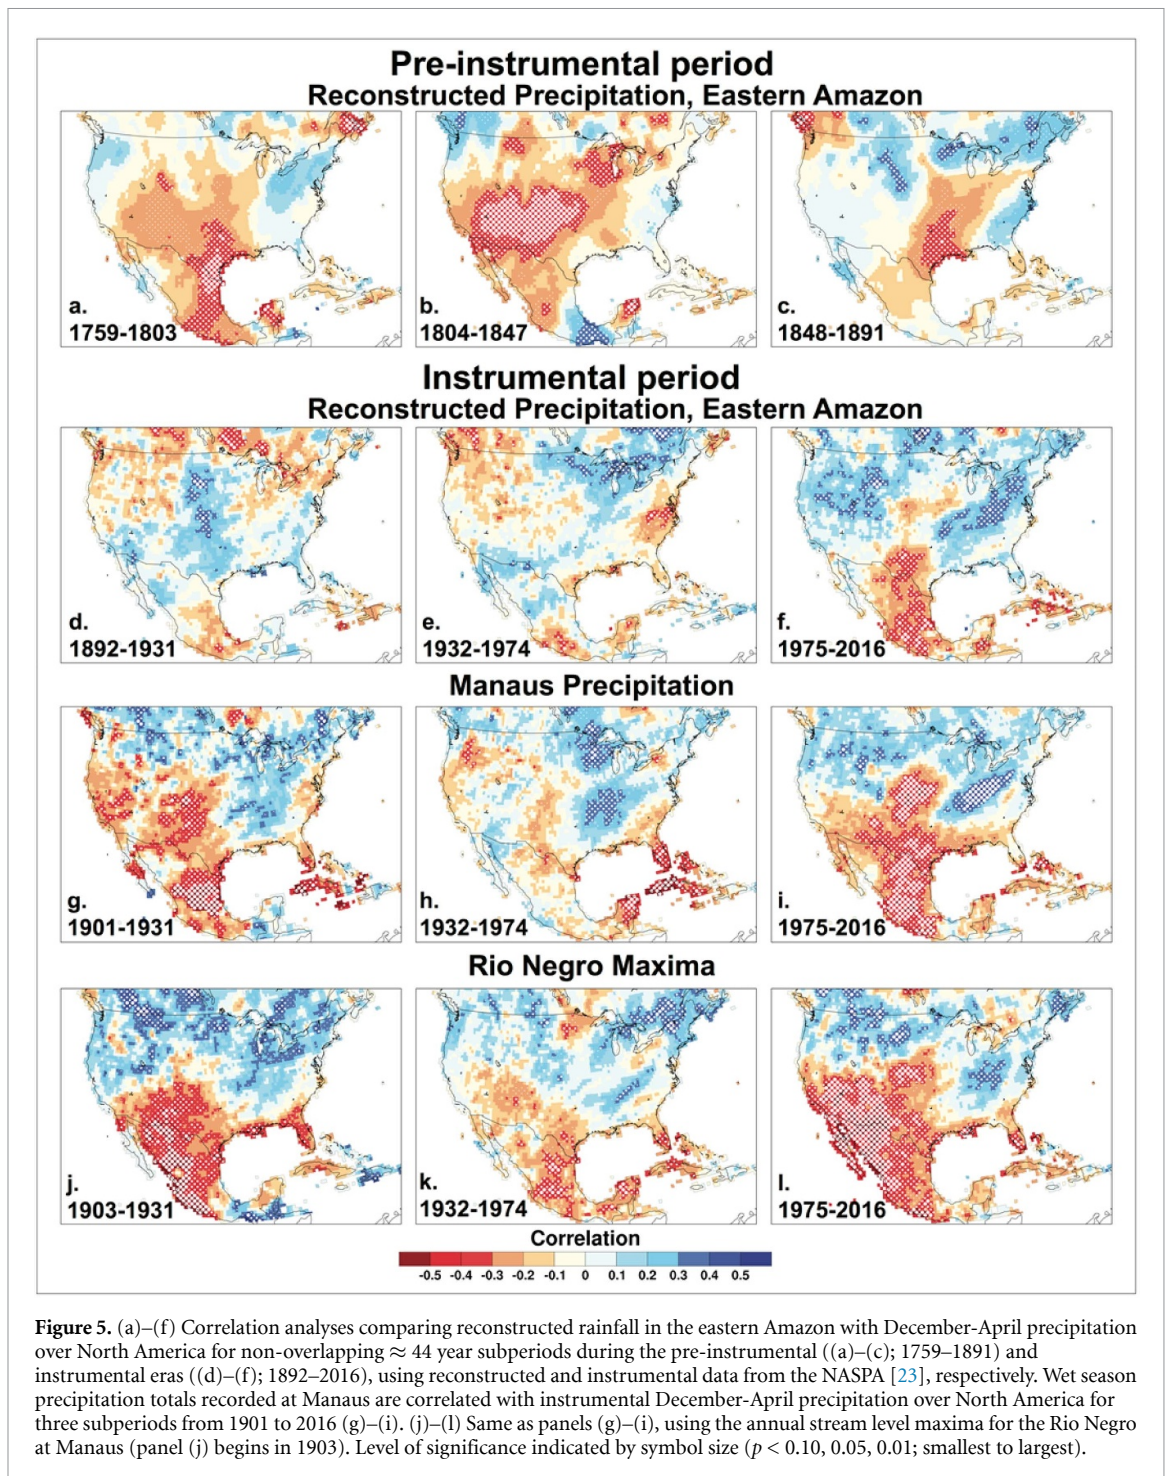 Pre-instrumental period
Reconstructed Precipitation, Eastern Amazon
a.
1759-1803
b.
1804-1847
c.
1848-1891
Instrumental period
Reconstructed Precipitation, Eastern Amazon
d.
1892-1931
e.
1932-1974
f.
1975-2016
Manaus Precipitation
g.
1901-1931
h.
1932-1974
i.
1975-2016
Rio Negro Maxima
j.
1903-1931
k.
1932-1974
l.
1975-2016
Correlation
-0.5 -0.4 -0.3 -0.2 -0.1 0 0.1 0.2 0.3 0.4 0.5
Figure 5. (a)–(f) Correlation analyses comparing reconstructed rainfall in the eastern Amazon with December-April precipitation
over North America for non-overlapping ≈ 44 year subperiods during the pre-instrumental ((a)–(c); 1759–1891) and
instrumental eras ((d)–(f); 1892–2016), using reconstructed and instrumental data from the NASPA [23], respectively. Wet season
precipitation totals recorded at Manaus are correlated with instrumental December-April precipitation over North America for
three subperiods from 1901 to 2016 (g)–(i). (j)–(l) Same as panels (g)–(i), using the annual stream level maxima for the Rio Negro
at Manaus (panel (j) begins in 1903). Level of significance indicated by symbol size (p < 0.10, 0.05, 0.01; smallest to largest).